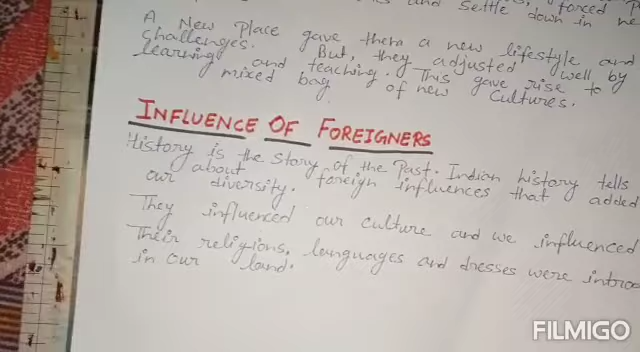 and settle down in
A New Place gave them a new lifestyle and
challenges. But, they adjusted well by
learning and teaching. This gave rise to
mixed bag of new cultures.
INFLUENCE OF FOREIGNERS
History is the story of the Past. Indian history tells
about foreign influences that added
our diversity.
They influenced our culture and we influenced
Their religions, languages and dresses were intro
in our land.
FILMIGO